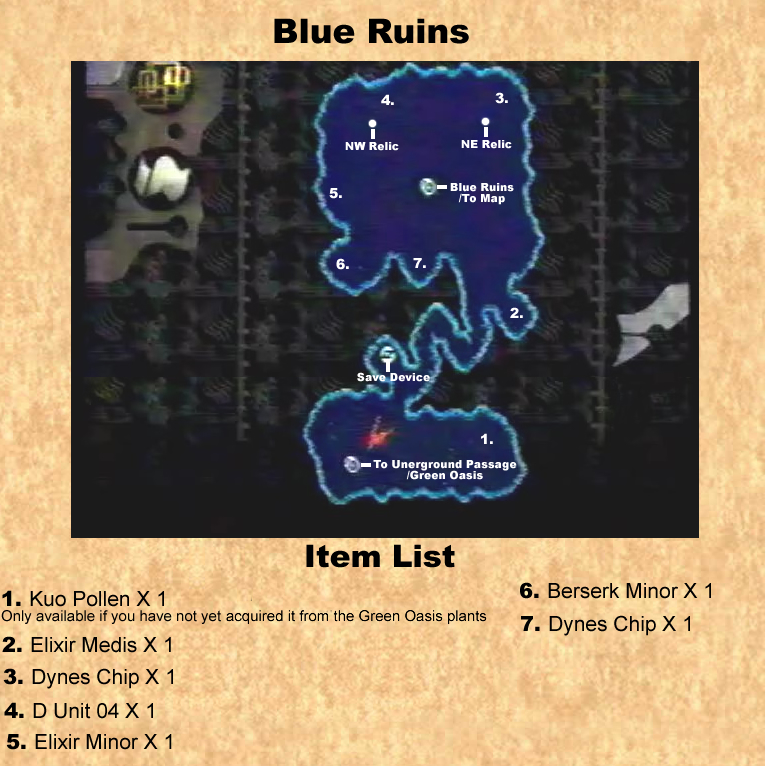 Blue Ruins
4.
3.
NW Relic
NE Relic
5.
Blue Ruins
/To Map
6.
7.
2.
Save Device
1.
To Unerground Passage
/Green Oasis
Item List
1. Kuo Pollen X 1
Only available if you have not yet acquired it from the Green Oasis plants
2. Elixir Medis X 1
3. Dynes Chip X 1
4. D Unit 04 X 1
5. Elixir Minor X 1
6. Berserk Minor X 1
7. Dynes Chip X 1